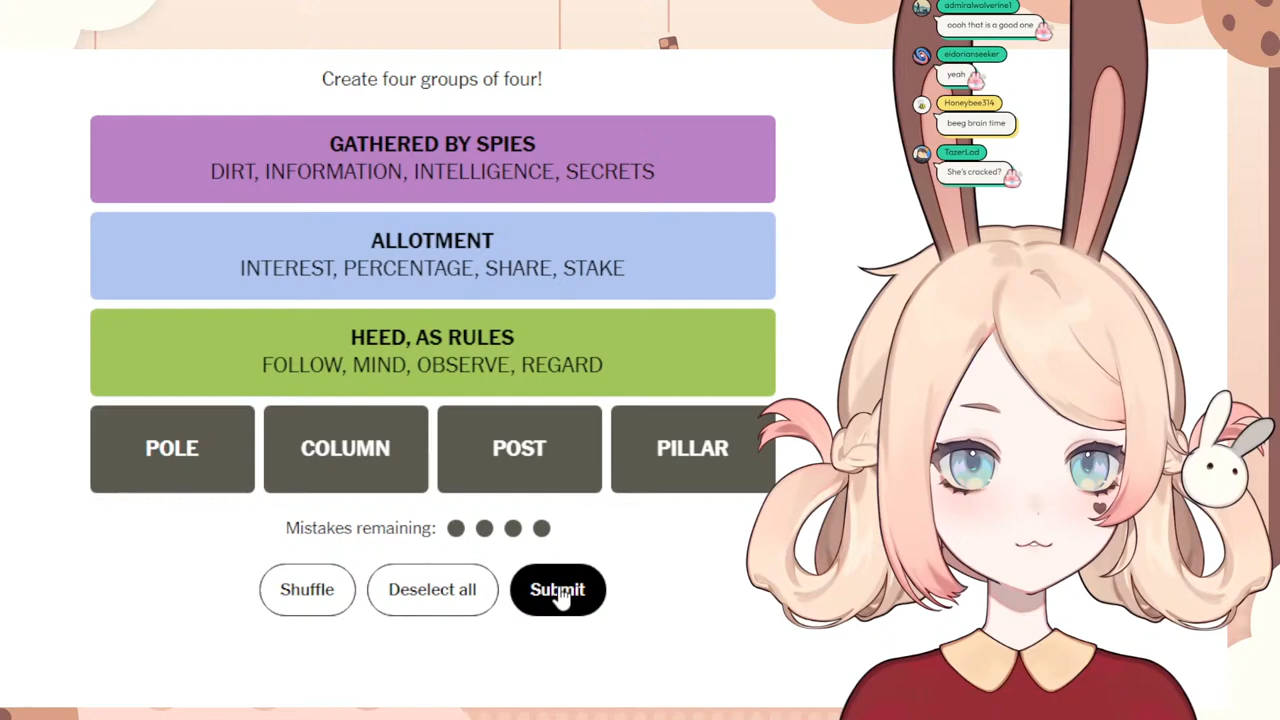 Create four groups of four!
GATHERED BY SPIES
DIRT, INFORMATION, INTELLIGENCE, SECRETS
ALLOTMENT
INTEREST, PERCENTAGE, SHARE, STAKE
HEED, AS RULES
FOLLOW, MIND, OBSERVE, REGARD
POLE
COLUMN
POST
PILLAR
Mistakes remaining:
Shuffle
Deselect all
Submit
admiralwolverine1
oooh that is a good one
eidorianseeker
yeah
Honeybee314
beeg brain time
TazerLad
She's cracked?